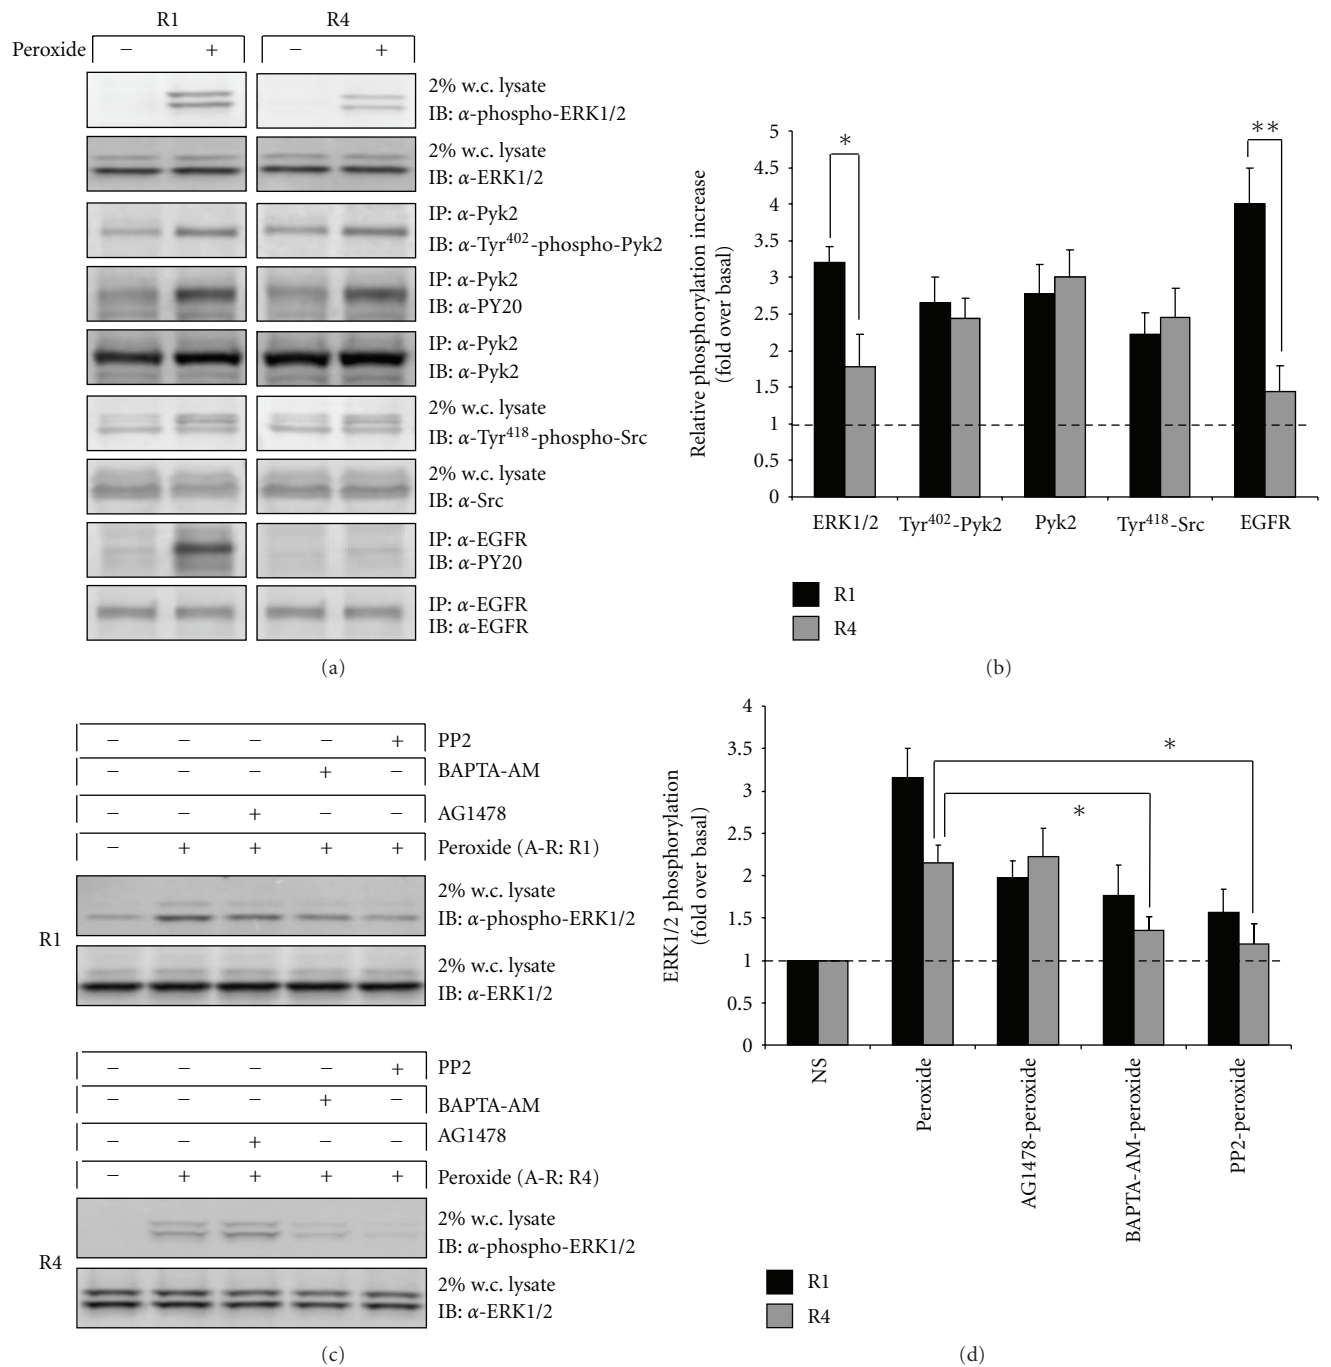 R1 R4
Peroxide − + − +
2% w.c. lysate
IB: α-phospho-ERK1/2
2% w.c. lysate
IB: α-ERK1/2
IP: α-Pyk2
IB: α-Tyr⁴⁰²-phospho-Pyk2
IP: α-Pyk2
IB: α-PY20
IP: α-Pyk2
IB: α-Pyk2
2% w.c. lysate
IB: α-Tyr⁴¹⁸-phospho-Src
2% w.c. lysate
IB: α-Src
IP: α-EGFR
IB: α-PY20
IP: α-EGFR
IB: α-EGFR
(a)
Relative phosphorylation increase
(fold over basal)
5
4.5
4
3.5
3
2.5
2
1.5
1
0.5
0
* **
ERK1/2 Tyr⁴⁰²-Pyk2 Pyk2 Tyr⁴¹⁸-Src EGFR
R1
R4
(b)
− − − − + PP2
− − − + − BAPTA-AM
− − + − − AG1478
− + + + + Peroxide (A-R: R1)
2% w.c. lysate
IB: α-phospho-ERK1/2
R1
2% w.c. lysate
IB: α-ERK1/2
− − − − + PP2
− − − + − BAPTA-AM
− − + − − AG1478
− + + + + Peroxide (A-R: R4)
2% w.c. lysate
IB: α-phospho-ERK1/2
R4
2% w.c. lysate
IB: α-ERK1/2
(c)
ERK1/2 phosphorylation
(fold over basal)
4
3.5
3
2.5
2
1.5
1
0.5
0
*
*
NS
Peroxide
AG1478-peroxide
BAPTA-AM-peroxide
PP2-peroxide
R1
R4
(d)